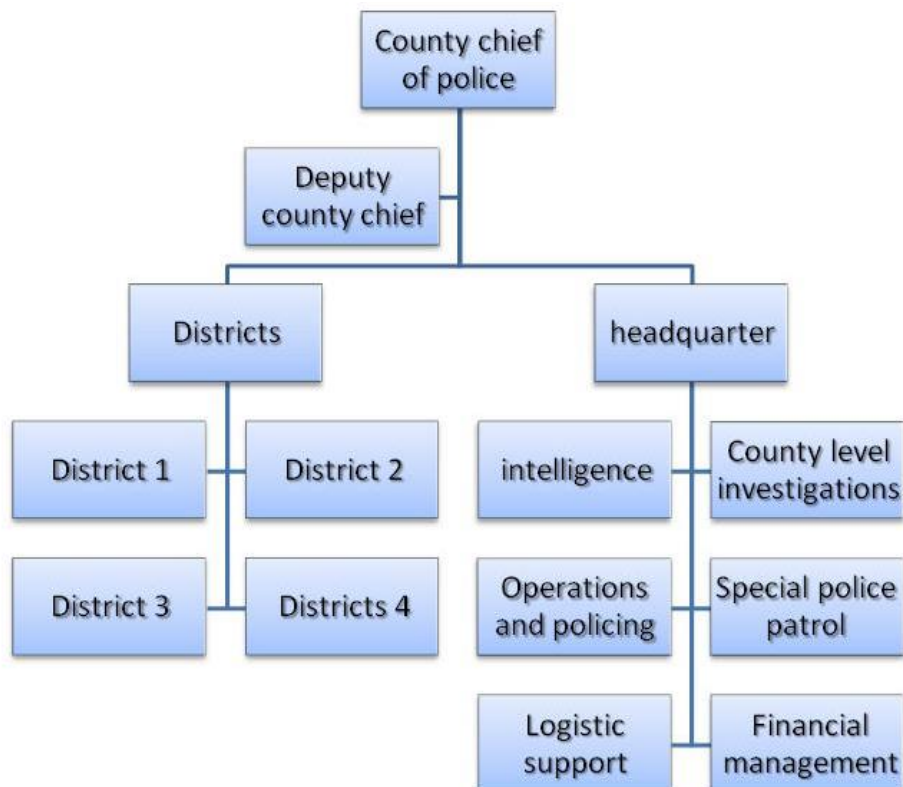 County chief
of police
Deputy
county chief
Districts
headquarter
District 1
District 2
intelligence
County level
investigations
District 3
Districts 4
Operations
and policing
Special police
patrol
Logistic
support
Financial
management